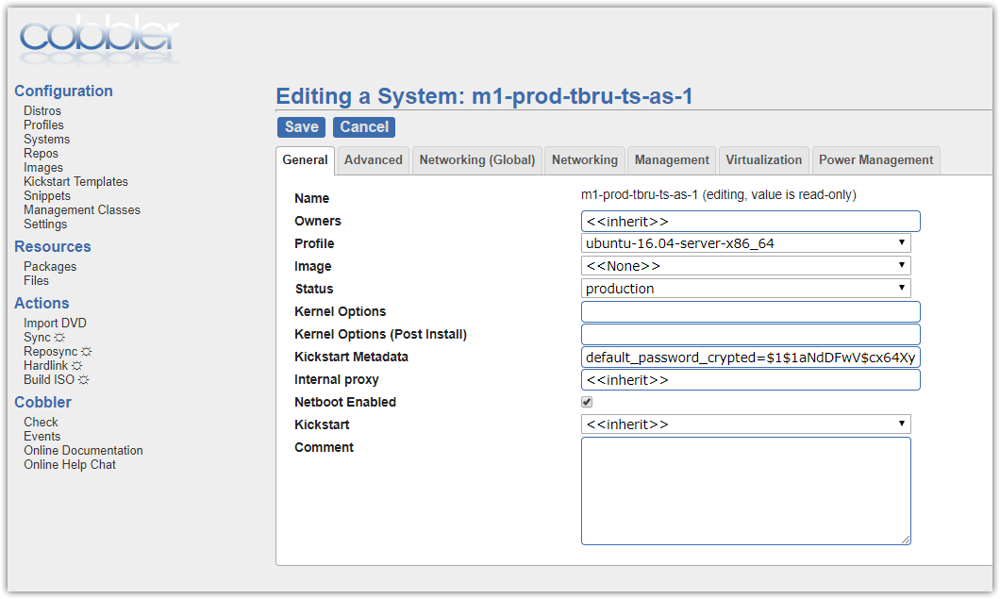 cobbler
Configuration
Distros
Profiles
Systems
Repos
Images
Kickstart Templates
Snippets
Management Classes
Settings
Resources
Packages
Files
Actions
Import DVD
Sync
Reposync
Hardlink
Build ISO
Cobbler
Check
Events
Online Documentation
Online Help Chat
Editing a System: m1-prod-tbru-ts-as-1
Save Cancel
General Advanced Networking (Global) Networking Management Virtualization Power Management
Name m1-prod-tbru-ts-as-1 (editing, value is read-only)
Owners <<inherit>>
Profile ubuntu-16.04-server-x86_64
Image <<None>>
Status production
Kernel Options
Kernel Options (Post Install)
Kickstart Metadata default_password_crypted=$1$1aNdDFwV$cx64Xy
Internal proxy <<inherit>>
Netboot Enabled
Kickstart <<inherit>>
Comment